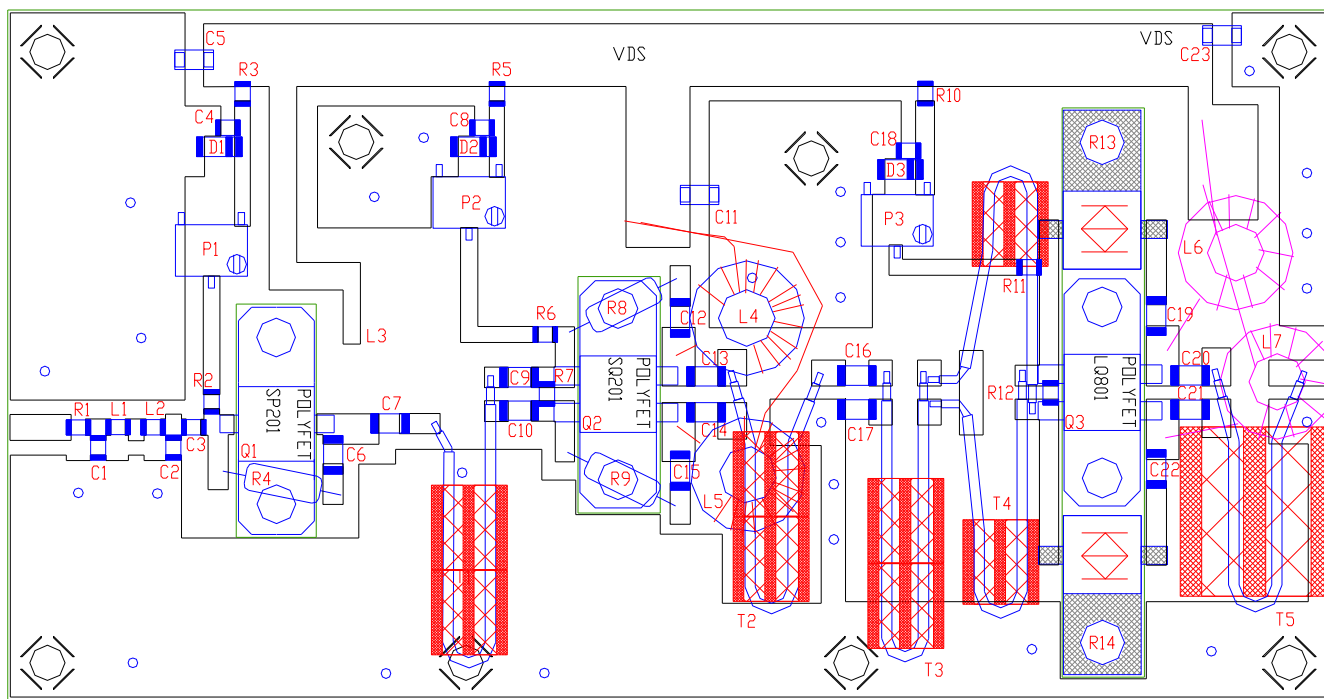 C5
VDS
VDS
C23
R3
R5
R10
C4
C8
C18
R13
D1
D2
D3
P2
C11
P3
P1
L6
R11
R8
C12
L4
C19
R6
L3
L7
POLYFET
SQ201
POLYFET
LQ801
C13
C16
C20
R2
C9
R7
R12
C21
POLYFET
SP201
R1
L1
L2
C7
C3
C10
Q2
C14
C17
Q3
C1
C2
Q1
C6
C15
C22
R4
R9
L5
T4
T1
T2
T5
R14
T3